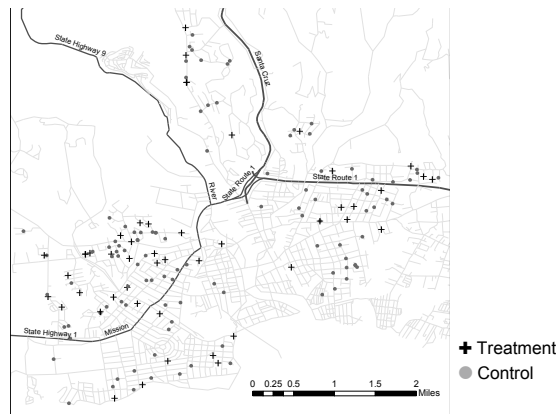 State Highway 9
Santa Cruz
State Route 1
River
State Route 1
State Highway 1
Mission
Treatment
Control
0 0.25 0.5 1 1.5 2
Miles